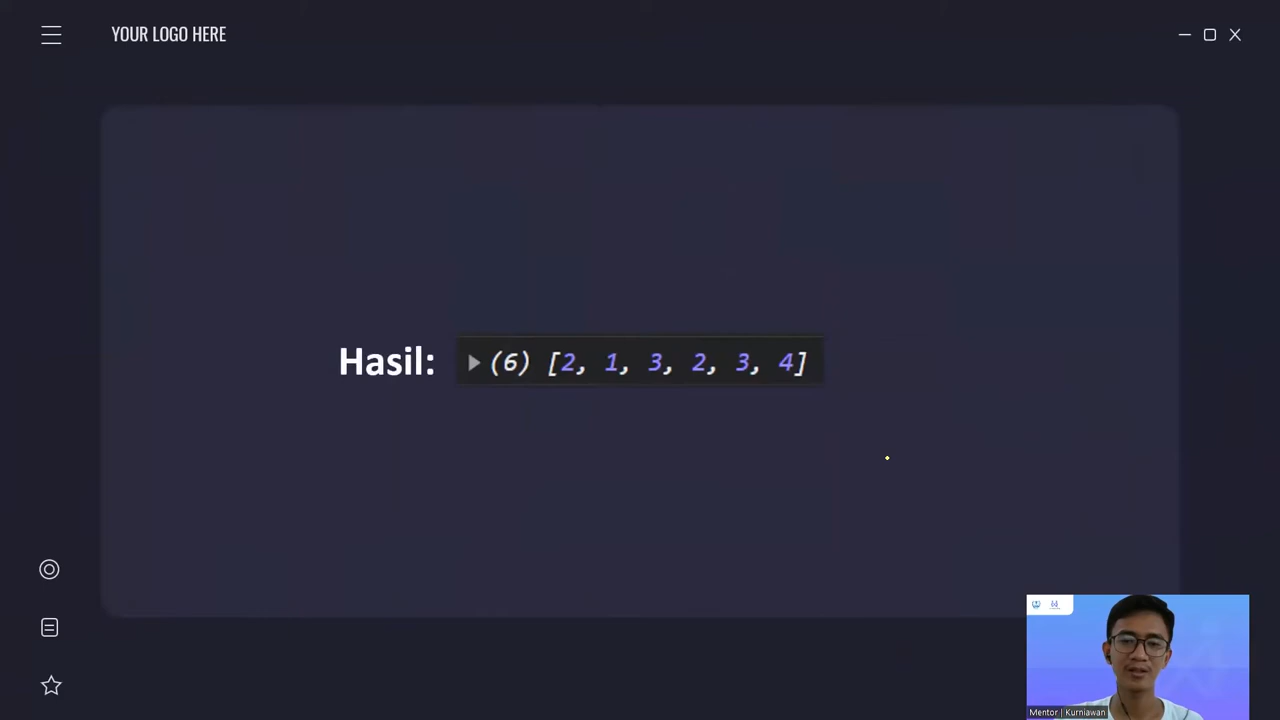 YOUR LOGO HERE
Hasil: (6) [2, 1, 3, 2, 3, 4]
Mentor | Kurniawan